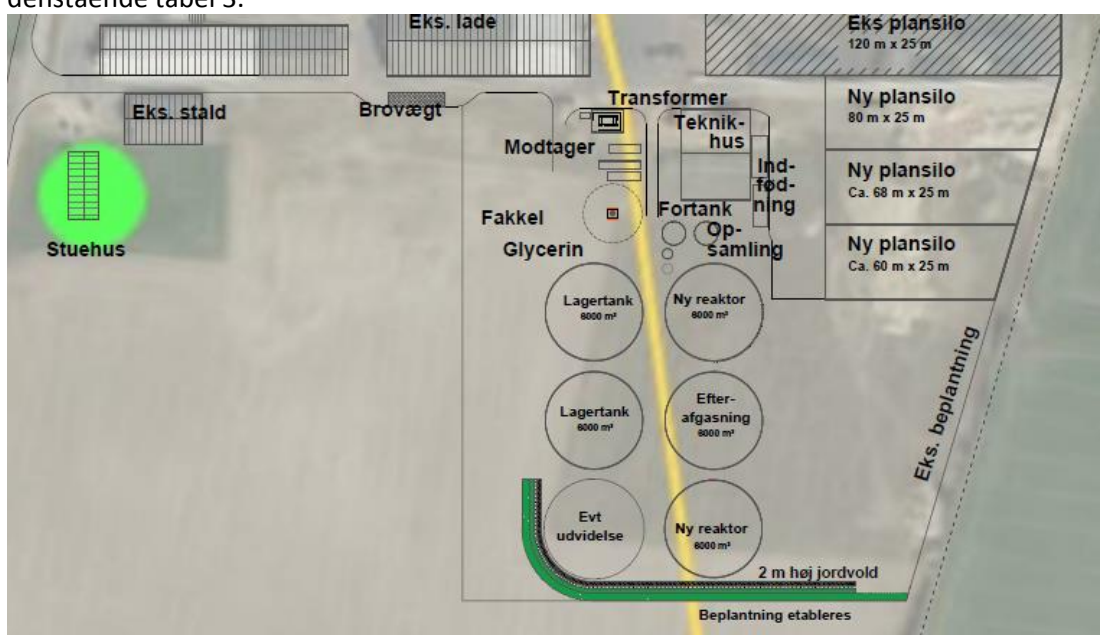 denstående tabel 3.
Eks. lade
Eks plansilo
120 m x 25 m
Eks. stald
Brovægt
Transformer
Teknik-
hus
Ny plansilo
80 m x 25 m
Modtager
Ind-
fød-
ning
Ny plansilo
Ca. 68 m x 25 m
Stuehus
Fakkel
Fortank
Glycerin
Op-
samling
Ny plansilo
Ca. 60 m x 25 m
Lagertank
6000 m³
Ny reaktor
6000 m³
Lagertank
6000 m³
Efter-
afgasning
6000 m³
Eks. beplantning
Evt
udvidelse
Ny reaktor
6000 m³
2 m høj jordvold
Beplantning etableres